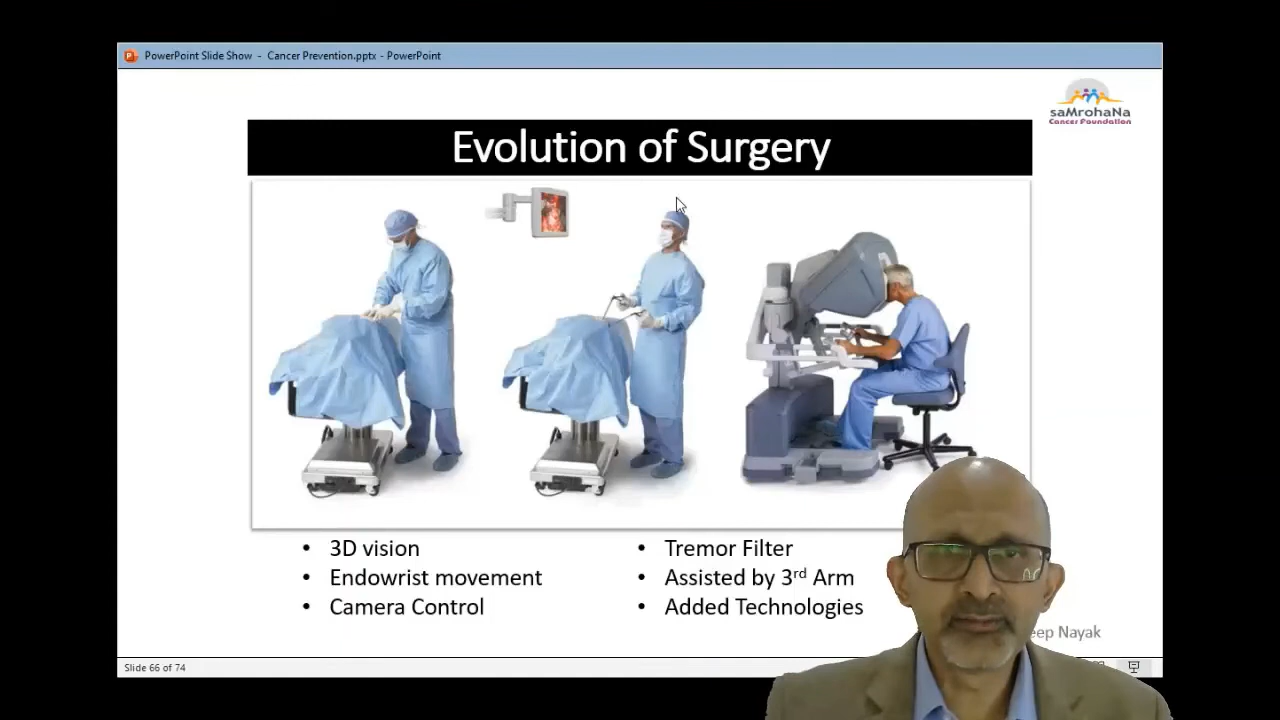 PowerPoint Slide Show - Cancer Prevention.pptx - PowerPoint
saMrohaNa
Cancer Foundation
Evolution of Surgery
• 3D vision
• Endowrist movement
• Camera Control
• Tremor Filter
• Assisted by 3rd Arm
• Added Technologies
Nayak
Slide 66 of 74